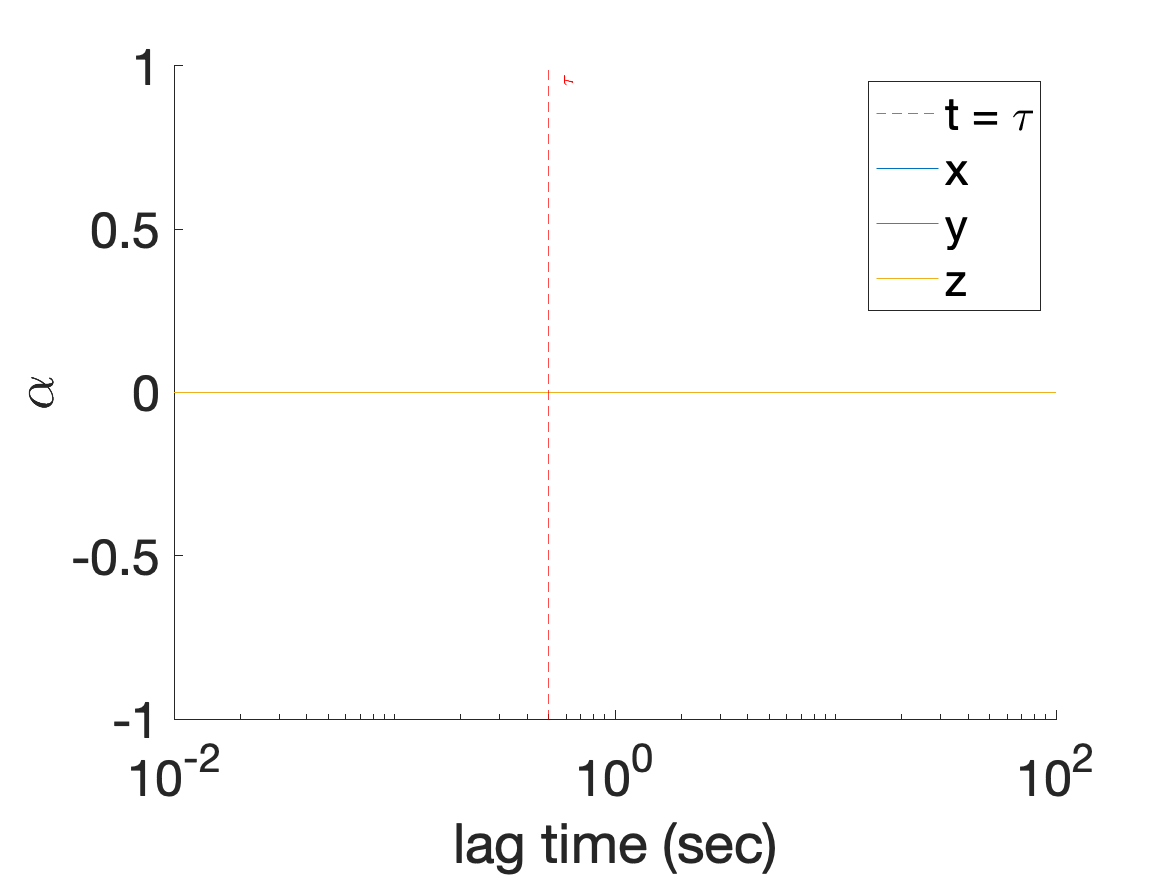 1
0.5
0
-0.5
-1
α
τ
t = τ
x
y
z
10^-2
10^0
10^2
lag time (sec)